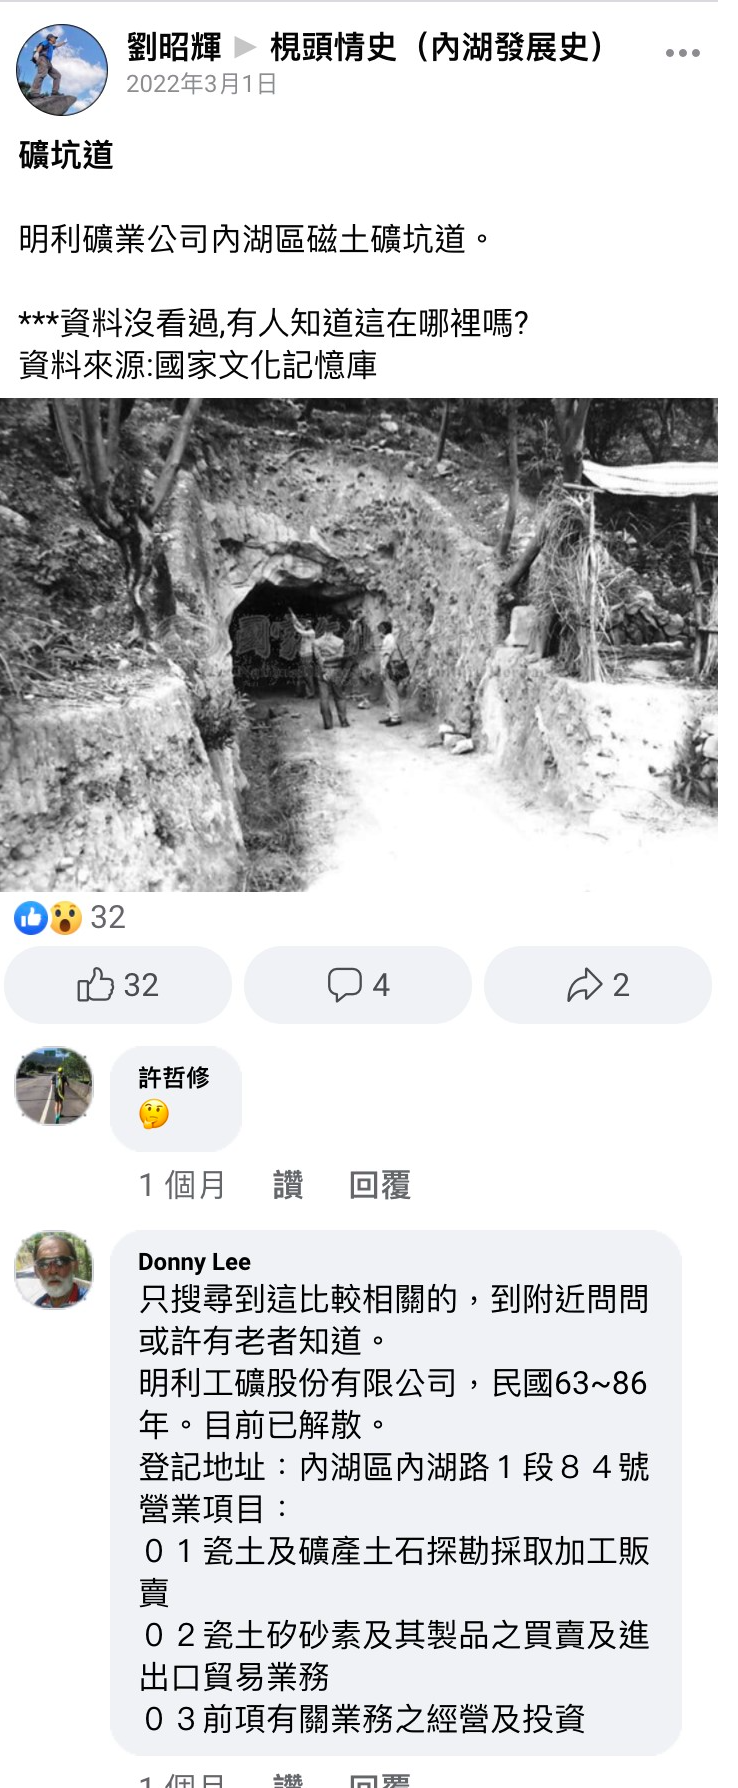 劉昭輝 ▶ 梘頭情史（內湖發展史）
2022年3月1日
礦坑道
明利礦業公司內湖區磁土礦坑道。
***資料沒看過,有人知道這在哪裡嗎?
資料來源:國家文化記憶庫
32
32
4
2
許哲修
🤔
1 個月 讚 回覆
Donny Lee
只搜尋到這比較相關的，到附近問問
或許有老者知道。
明利工礦股份有限公司，民國63~86
年。目前已解散。
登記地址：內湖區內湖路１段８４號
營業項目：
０１瓷土及礦產土石探勘採取加工販
賣
０２瓷土矽砂素及其製品之買賣及進
出口貿易業務
０３前項有關業務之經營及投資
1 個月 讚 回覆